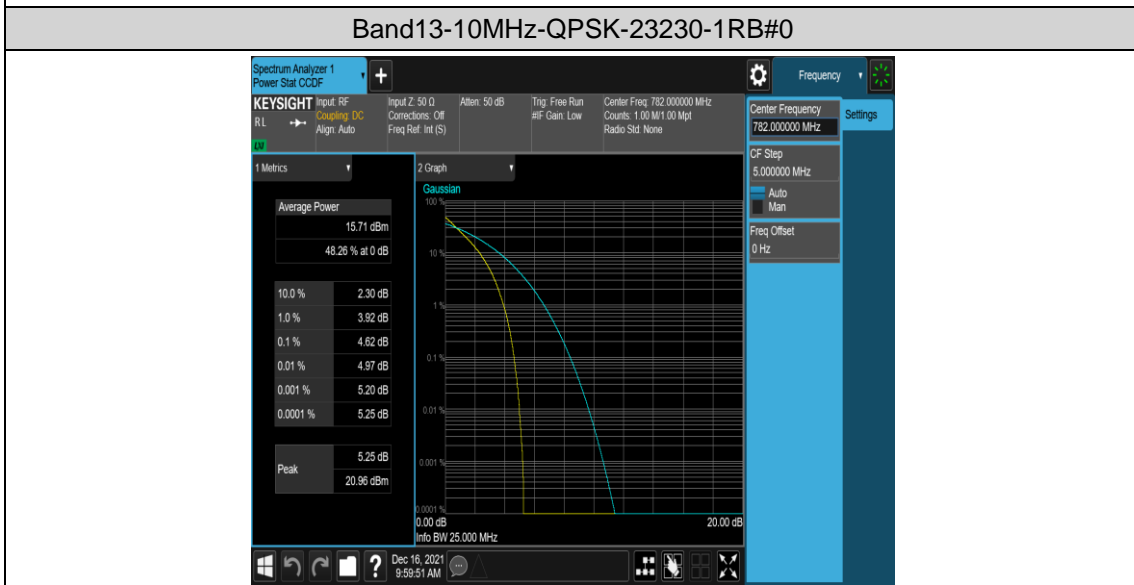 Band13-10MHz-QPSK-23230-1RB#0
Spectrum Analyzer 1
Power Stat CCDF
Frequency
KEYSIGHT
RL
LXI
Input: RF
Coupling: DC
Align: Auto
Input Z: 50 Ω
Corrections: Off
Freq Ref: Int (S)
Atten: 50 dB
Trig: Free Run
#IF Gain: Low
Center Freq: 782.000000 MHz
Counts: 1.00 M/1.00 Mpt
Radio Std: None
Center Frequency
782.000000 MHz
Settings
CF Step
5.000000 MHz
Auto
Man
Freq Offset
0 Hz
1 Metrics
Average Power
15.71 dBm
48.26 % at 0 dB
10.0 % 2.30 dB
1.0 % 3.92 dB
0.1 % 4.62 dB
0.01 % 4.97 dB
0.001 % 5.20 dB
0.0001 % 5.25 dB
Peak
5.25 dB
20.96 dBm
2 Graph
Gaussian
100 %
10 %
1 %
0.1 %
0.01 %
0.001 %
0.0001 %
0.00 dB 20.00 dB
Info BW 25.000 MHz
?
Dec 16, 2021
9:59:51 AM